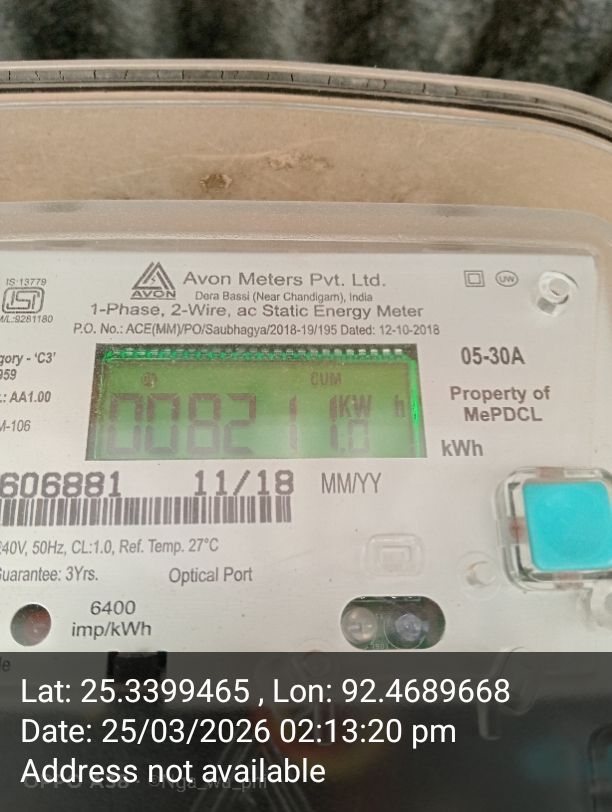 IS:13779
ISI
M/L:9281180
AVON
Avon Meters Pvt. Ltd.
Dera Bassi (Near Chandigarh), India
1-Phase, 2-Wire, ac Static Energy Meter
P.O. No.: ACE(MM)/PO/Saubhagya/2018-19/195 Dated: 12-10-2018
UW
gory - 'C3'
959
.: AA1.00
M-106
05-30A
Property of
MePDCL
CUM
KW h
kWh
606881 11/18 MM/YY
240V, 50Hz, CL:1.0, Ref. Temp. 27°C
Guarantee: 3Yrs. Optical Port
6400
imp/kWh
Lat: 25.3399465 , Lon: 92.4689668
Date: 25/03/2026 02:13:20 pm
Address not available